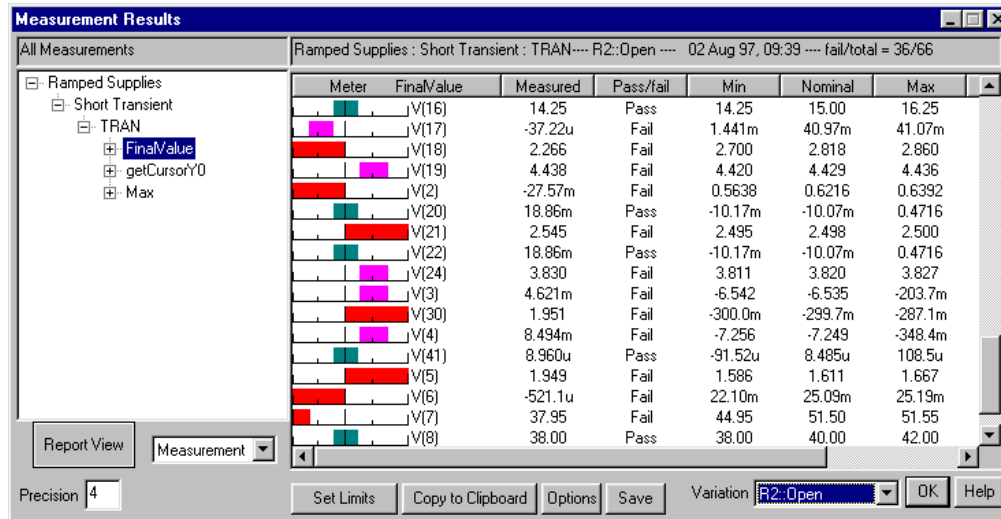 Measurement Results
All Measurements
Ramped Supplies : Short Transient : TRAN---- R2::Open ---- 02 Aug 97, 09:39 ---- fail/total = 36/66
Ramped Supplies
Short Transient
TRAN
FinalValue
getCursorY0
Max
Meter FinalValue Measured Pass/fail Min Nominal Max
V(16) 14.25 Pass 14.25 15.00 16.25
V(17) -37.22u Fail 1.441m 40.97m 41.07m
V(18) 2.266 Fail 2.700 2.818 2.860
V(19) 4.438 Fail 4.420 4.429 4.436
V(2) -27.57m Fail 0.5638 0.6216 0.6392
V(20) 18.86m Pass -10.17m -10.07m 0.4716
V(21) 2.545 Fail 2.495 2.498 2.500
V(22) 18.86m Pass -10.17m -10.07m 0.4716
V(24) 3.830 Fail 3.811 3.820 3.827
V(3) 4.621m Fail -6.542 -6.535 -203.7m
V(30) 1.951 Fail -300.0m -299.7m -287.1m
V(4) 8.494m Fail -7.256 -7.249 -348.4m
V(41) 8.960u Pass -91.52u 8.485u 108.5u
V(5) 1.949 Fail 1.586 1.611 1.667
V(6) -521.1u Fail 22.10m 25.09m 25.19m
V(7) 37.95 Fail 44.95 51.50 51.55
V(8) 38.00 Pass 38.00 40.00 42.00
Report View Measurement
Precision 4
Set Limits Copy to Clipboard Options Save Variation R2::Open OK Help